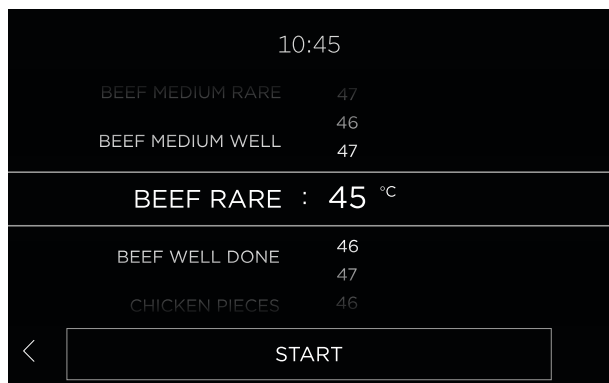 10:45
BEEF MEDIUM RARE 47
46
BEEF MEDIUM WELL
47
BEEF RARE : 45 °C
46
BEEF WELL DONE
47
CHICKEN PIECES 46
< START